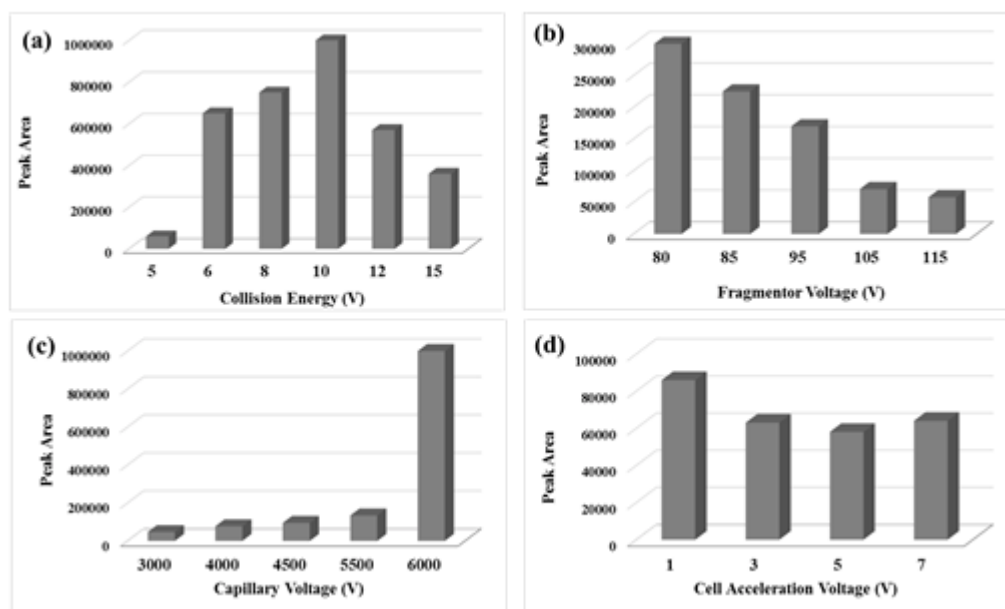 (a)
Peak Area
1000000
800000
600000
400000
200000
0
5 6 8 10 12 15
Collision Energy (V)
(b)
Peak Area
300000
250000
200000
150000
100000
50000
0
80 85 95 105 115
Fragmentor Voltage (V)
(c)
Peak Area
1000000
800000
600000
400000
200000
0
3000 4000 4500 5500 6000
Capillary Voltage (V)
(d)
Peak Area
100000
80000
60000
40000
20000
0
1 3 5 7
Cell Acceleration Voltage (V)